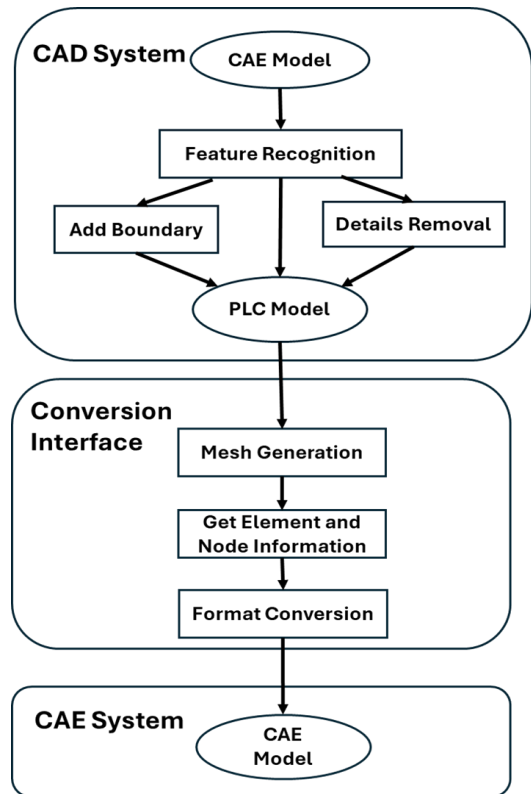 CAD System
CAE Model
Feature Recognition
Add Boundary
Details Removal
PLC Model
Conversion
Interface
Mesh Generation
Get Element and
Node Information
Format Conversion
CAE System
CAE
Model